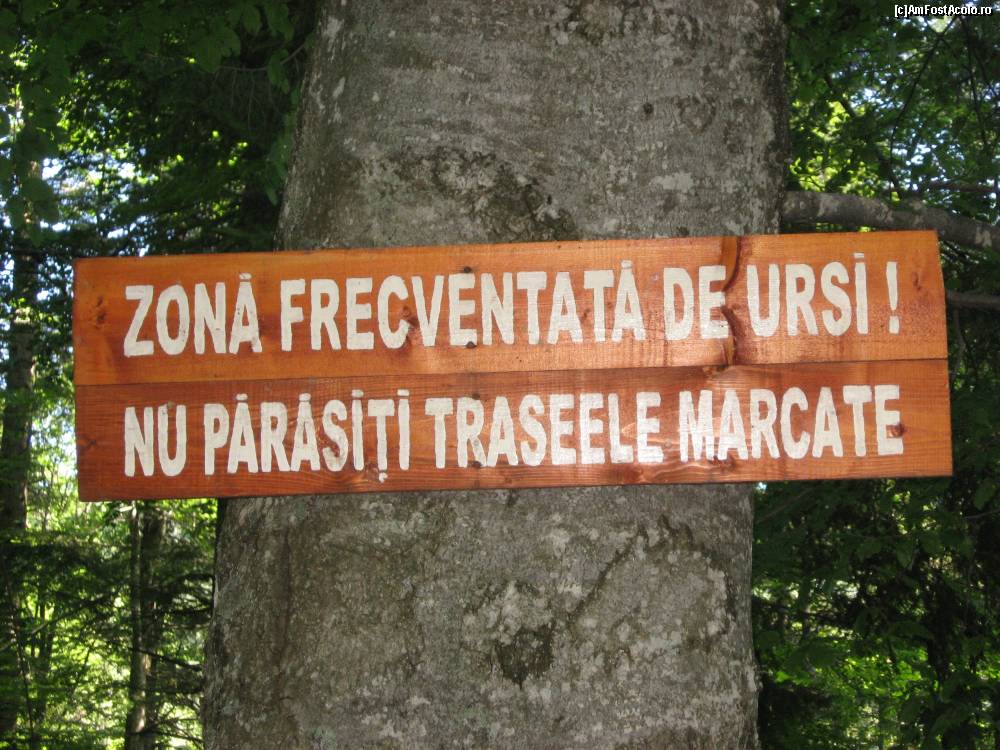 [c]AmFostAcolo.ro
ZONĂ FRECVENTATĂ DE URSI !
NU PĂRĂSIȚI TRASEELE MARCATE